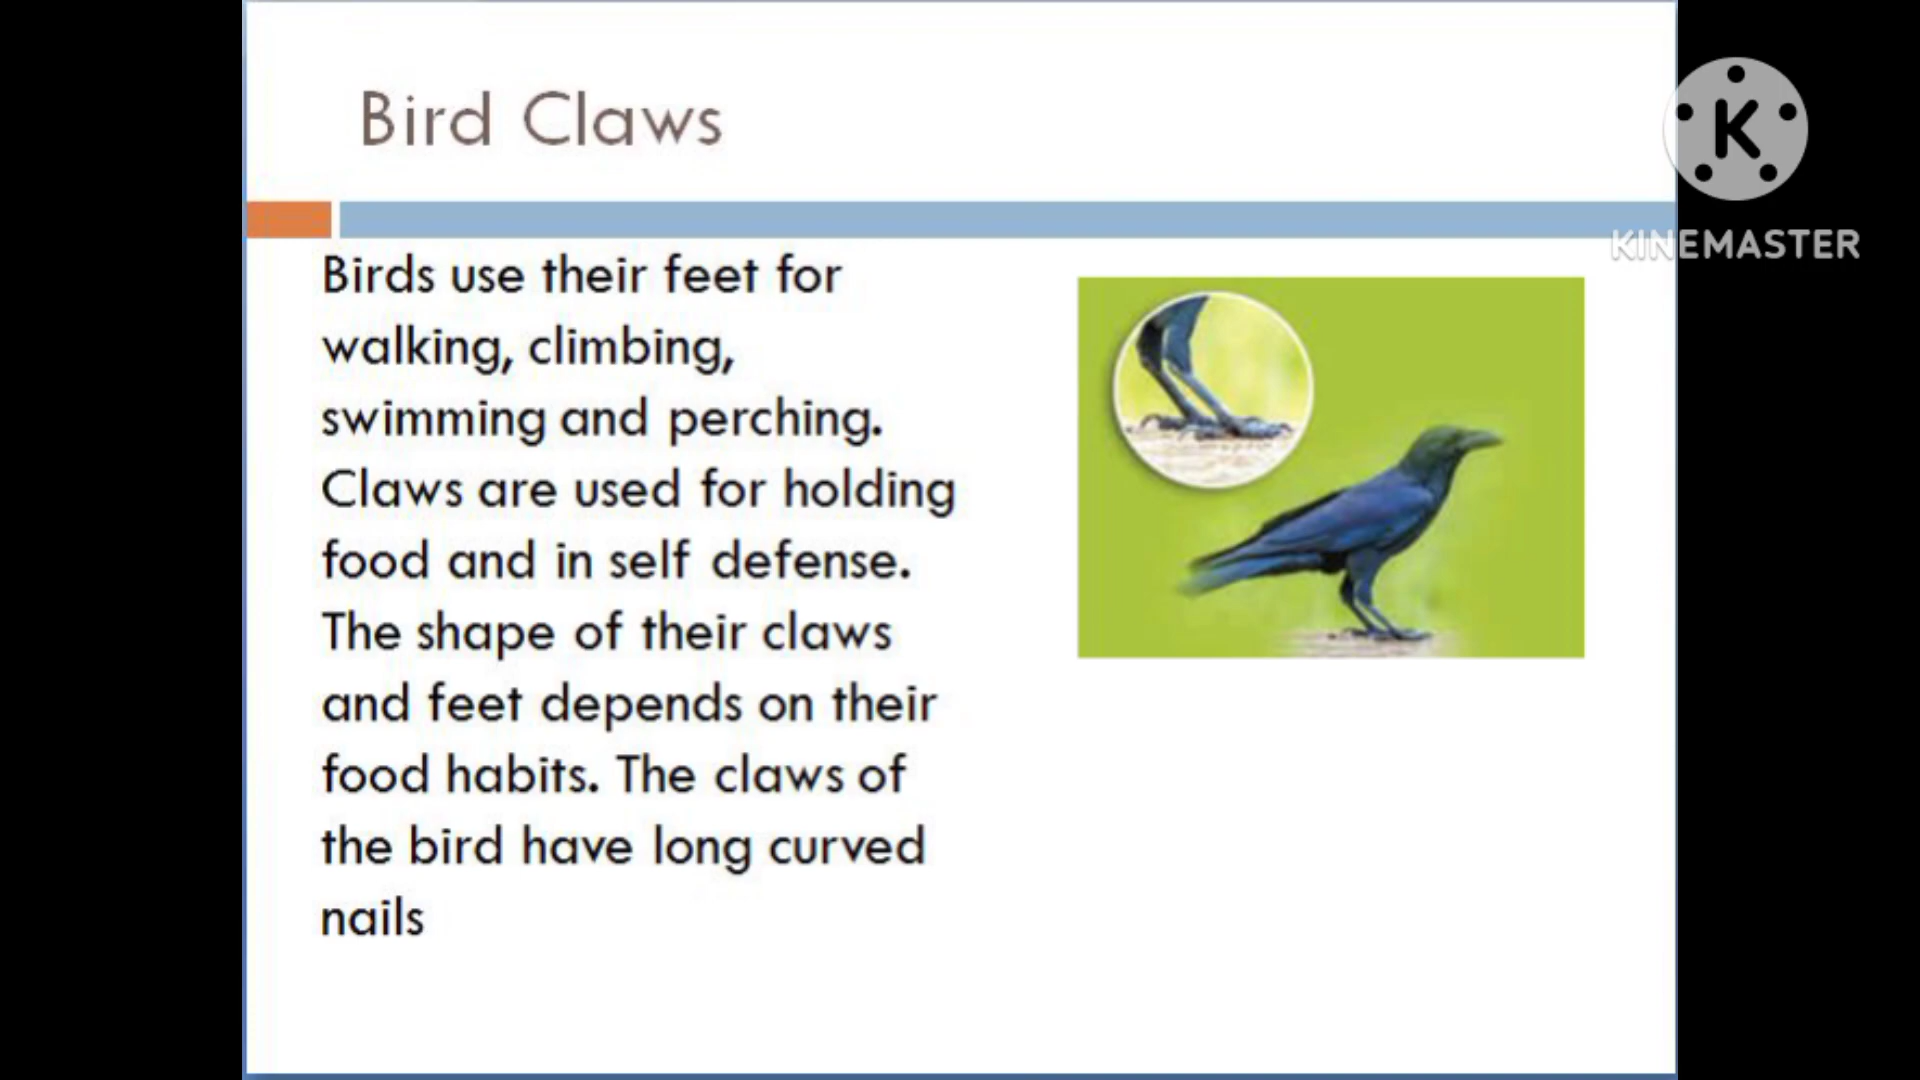 Bird Claws
K
KINEMASTER
Birds use their feet for
walking, climbing,
swimming and perching.
Claws are used for holding
food and in self defense.
The shape of their claws
and feet depends on their
food habits. The claws of
the bird have long curved
nails